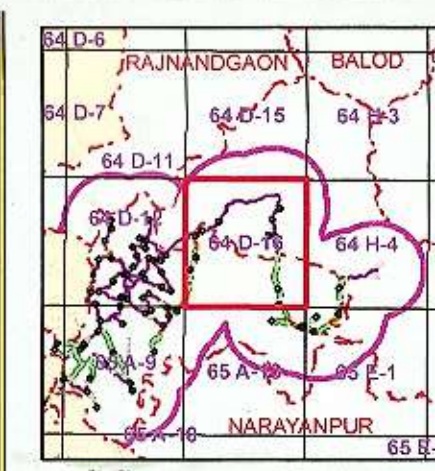 64 D-6
RAJNANDGAON BALOD
64 D-7 64 D-15 64 H-3
64 D-11
64 D-12 64 D-16 64 H-4
65 A-9 65 A-13 65 E-1
NARAYANPUR
65 A-10 65 E-